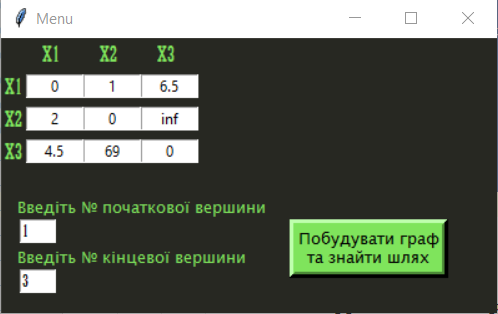 Menu
X1 X2 X3
X1 0 1 6.5
X2 2 0 inf
X3 4.5 69 0
Введіть № початкової вершини
1
Введіть № кінцевої вершини
3
Побудувати граф
та знайти шлях